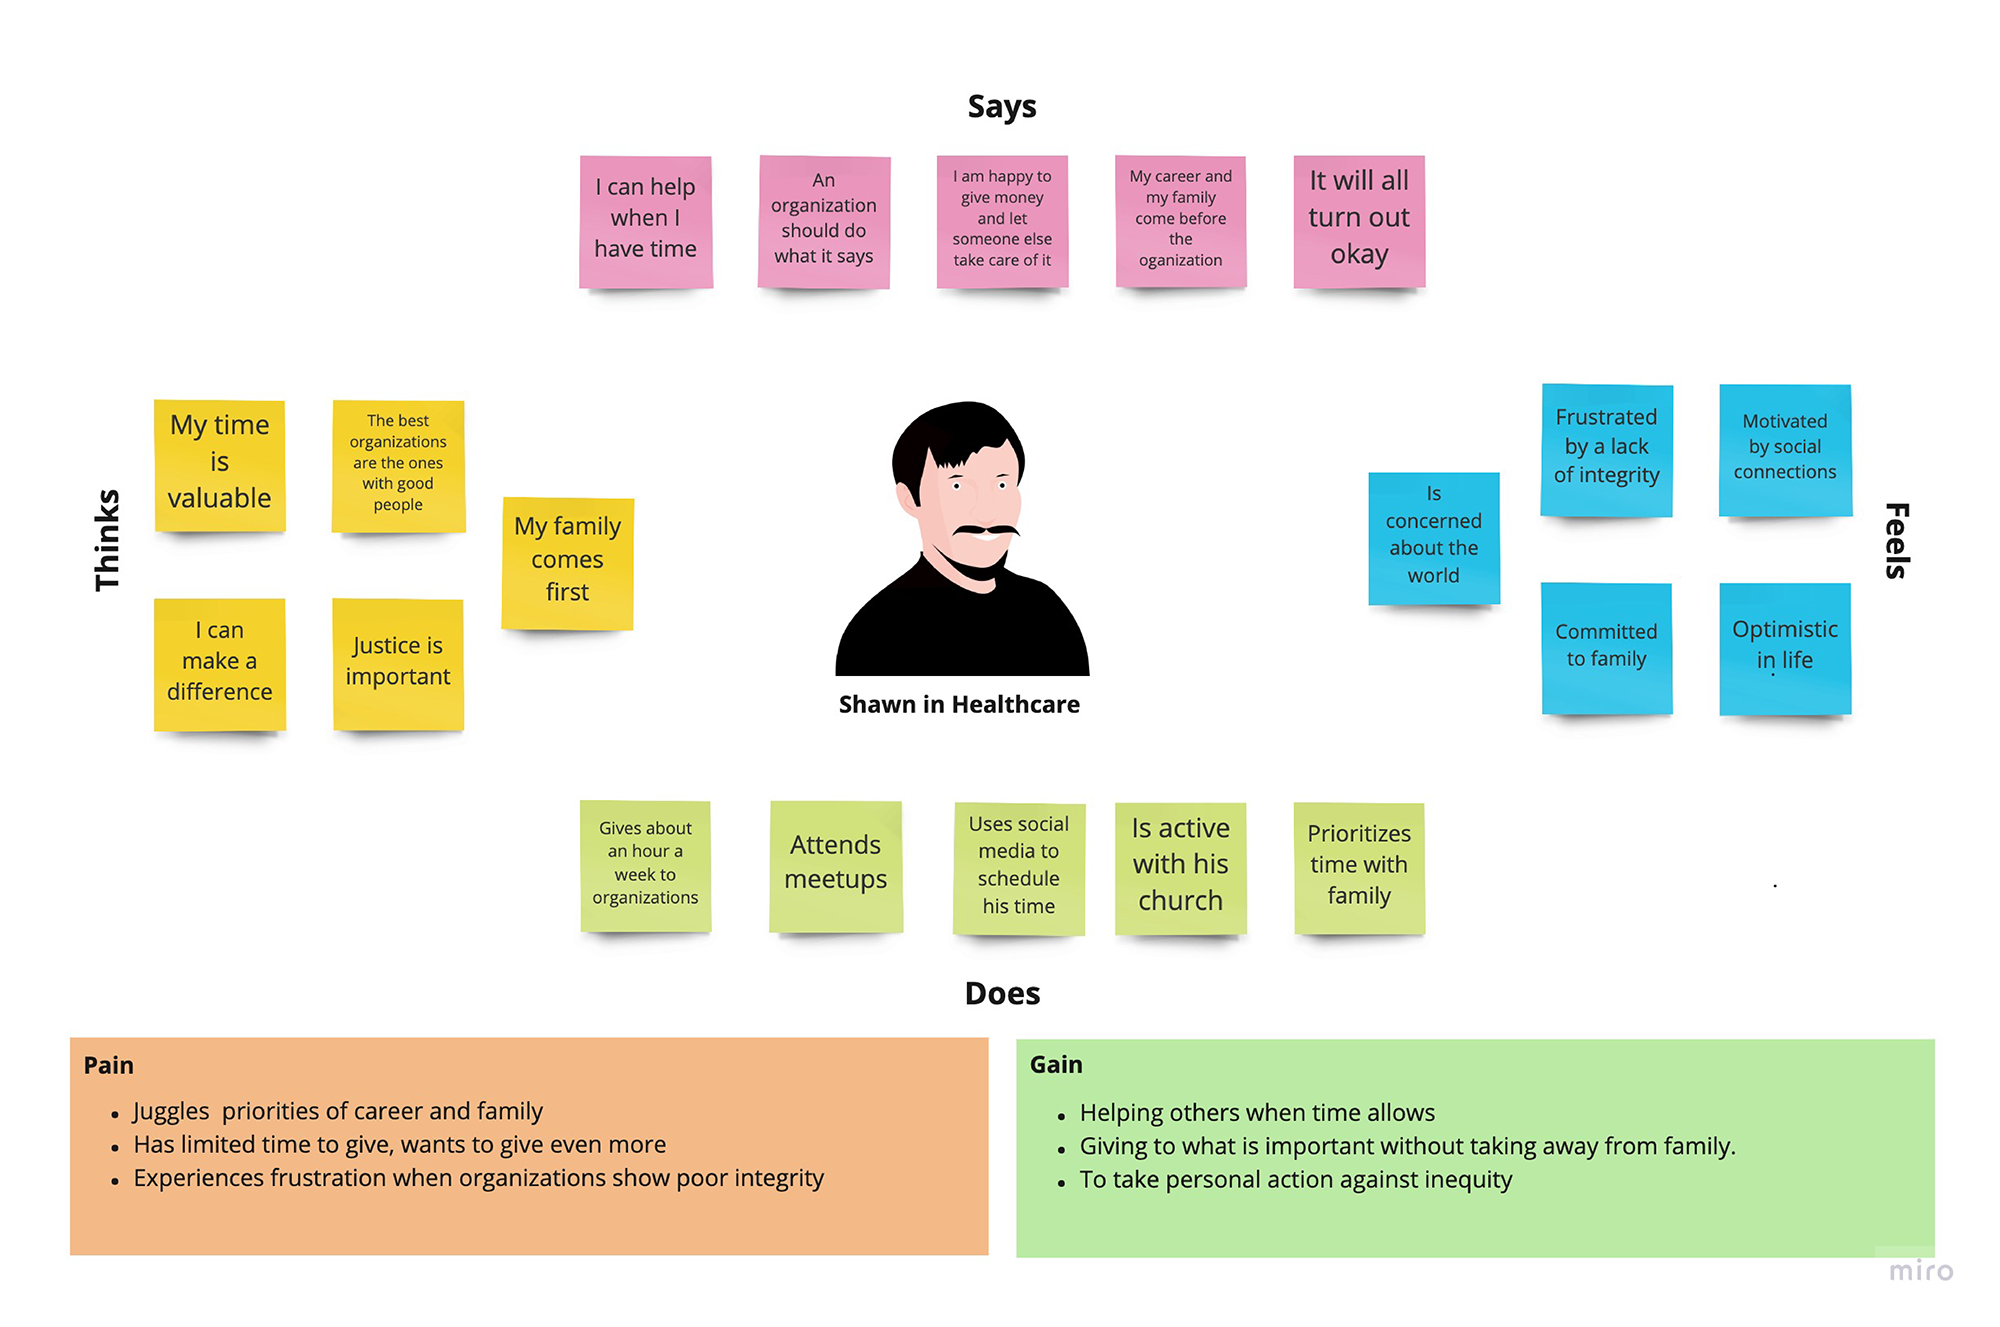 Says
I can help
when I
have time
An
organization
should do
what it says
I am happy to
give money
and let
someone else
take care of it
My career and
my family
come before
the
oganization
It will all
turn out
okay
Thinks
My time
is
valuable
The best
organizations
are the ones
with good
people
My family
comes
first
I can
make a
difference
Justice is
important
Shawn in Healthcare
Feels
Is
concerned
about the
world
Frustrated
by a lack
of integrity
Motivated
by social
connections
Committed
to family
Optimistic
in life
.
Gives about
an hour a
week to
organizations
Attends
meetups
Uses social
media to
schedule
his time
Is active
with his
church
Prioritizes
time with
family
.
Does
Pain
• Juggles  priorities of career and family
• Has limited time to give, wants to give even more
• Experiences frustration when organizations show poor integrity
Gain
• Helping others when time allows
• Giving to what is important without taking away from family.
• To take personal action against inequity
miro